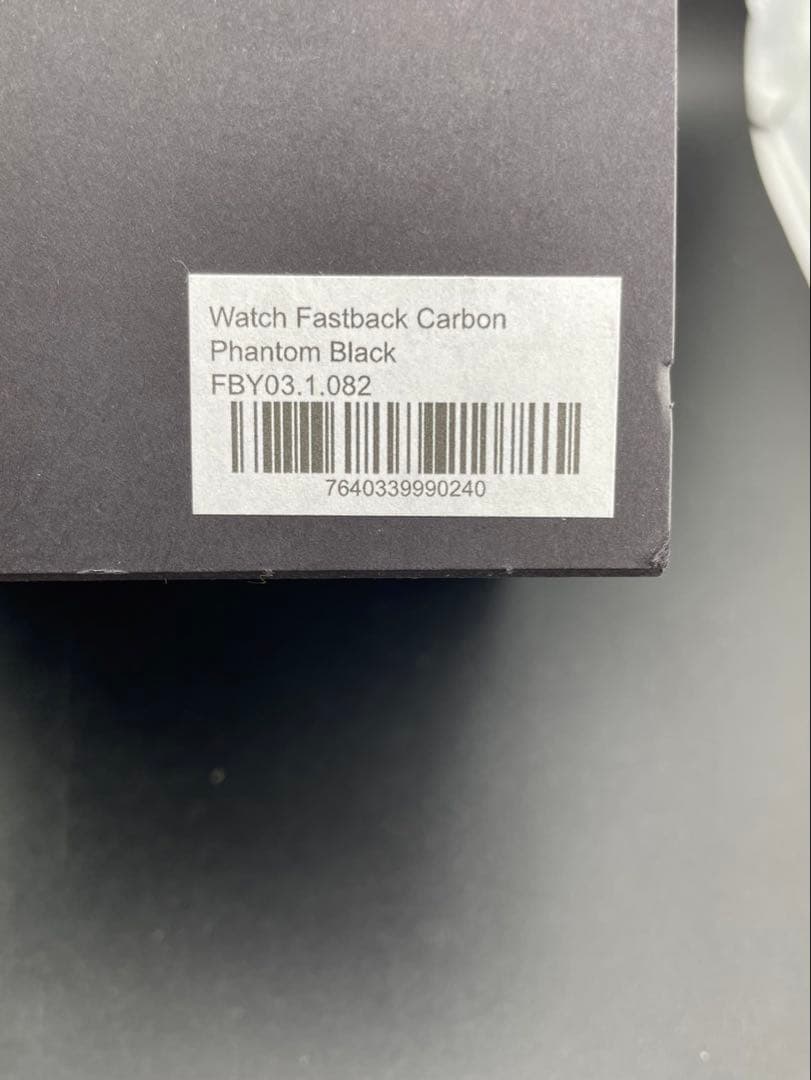 Watch Fastback Carbon
Phantom Black
FBY03.1.082
7640339990240